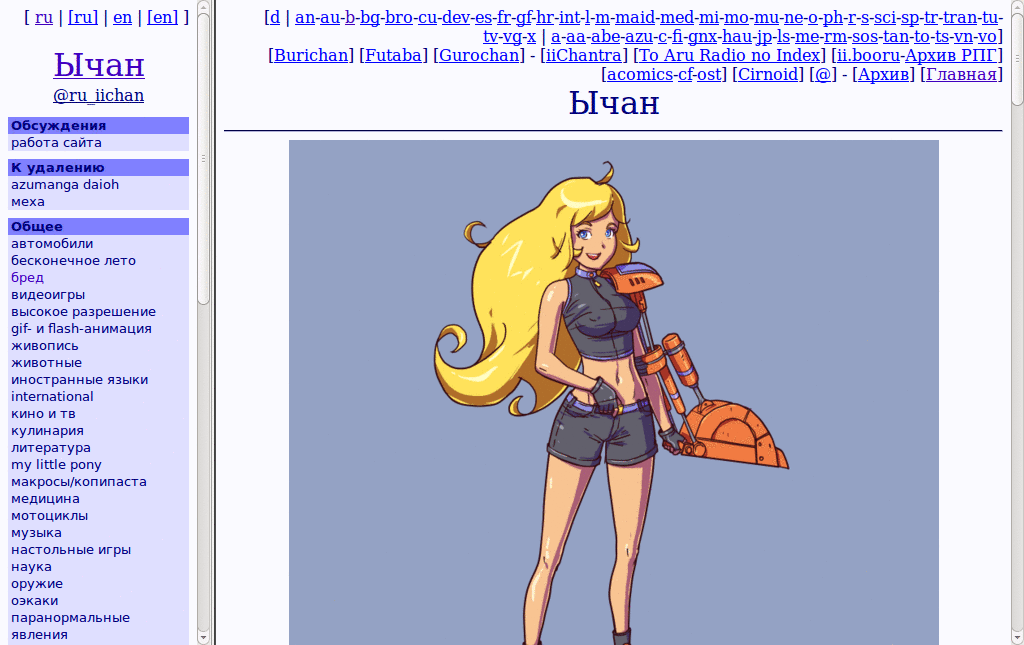 [ ru | [ru] | en | [en] ]
Ычан
@ru_iichan
Обсуждения
работа сайта
К удалению
azumanga daioh
меха
Общее
автомобили
бесконечное лето
бред
видеоигры
высокое разрешение
gif- и flash-анимация
живопись
животные
иностранные языки
international
кино и тв
кулинария
литература
my little pony
макросы/копипаста
медицина
мотоциклы
музыка
настольные игры
наука
оружие
оэкаки
паранормальные
явления
[d | an-au-b-bg-bro-cu-dev-es-fr-gf-hr-int-l-m-maid-med-mi-mo-mu-ne-o-ph-r-s-sci-sp-tr-tran-tu-
tv-vg-x | a-aa-abe-azu-c-fi-gnx-hau-jp-ls-me-rm-sos-tan-to-ts-vn-vo]
[Burichan] [Futaba] [Gurochan] - [iiChantra] [To Aru Radio no Index] [ii.booru-Архив РПГ]
[acomics-cf-ost] [Cirnoid] [@] - [Архив] [Главная]
Ычан